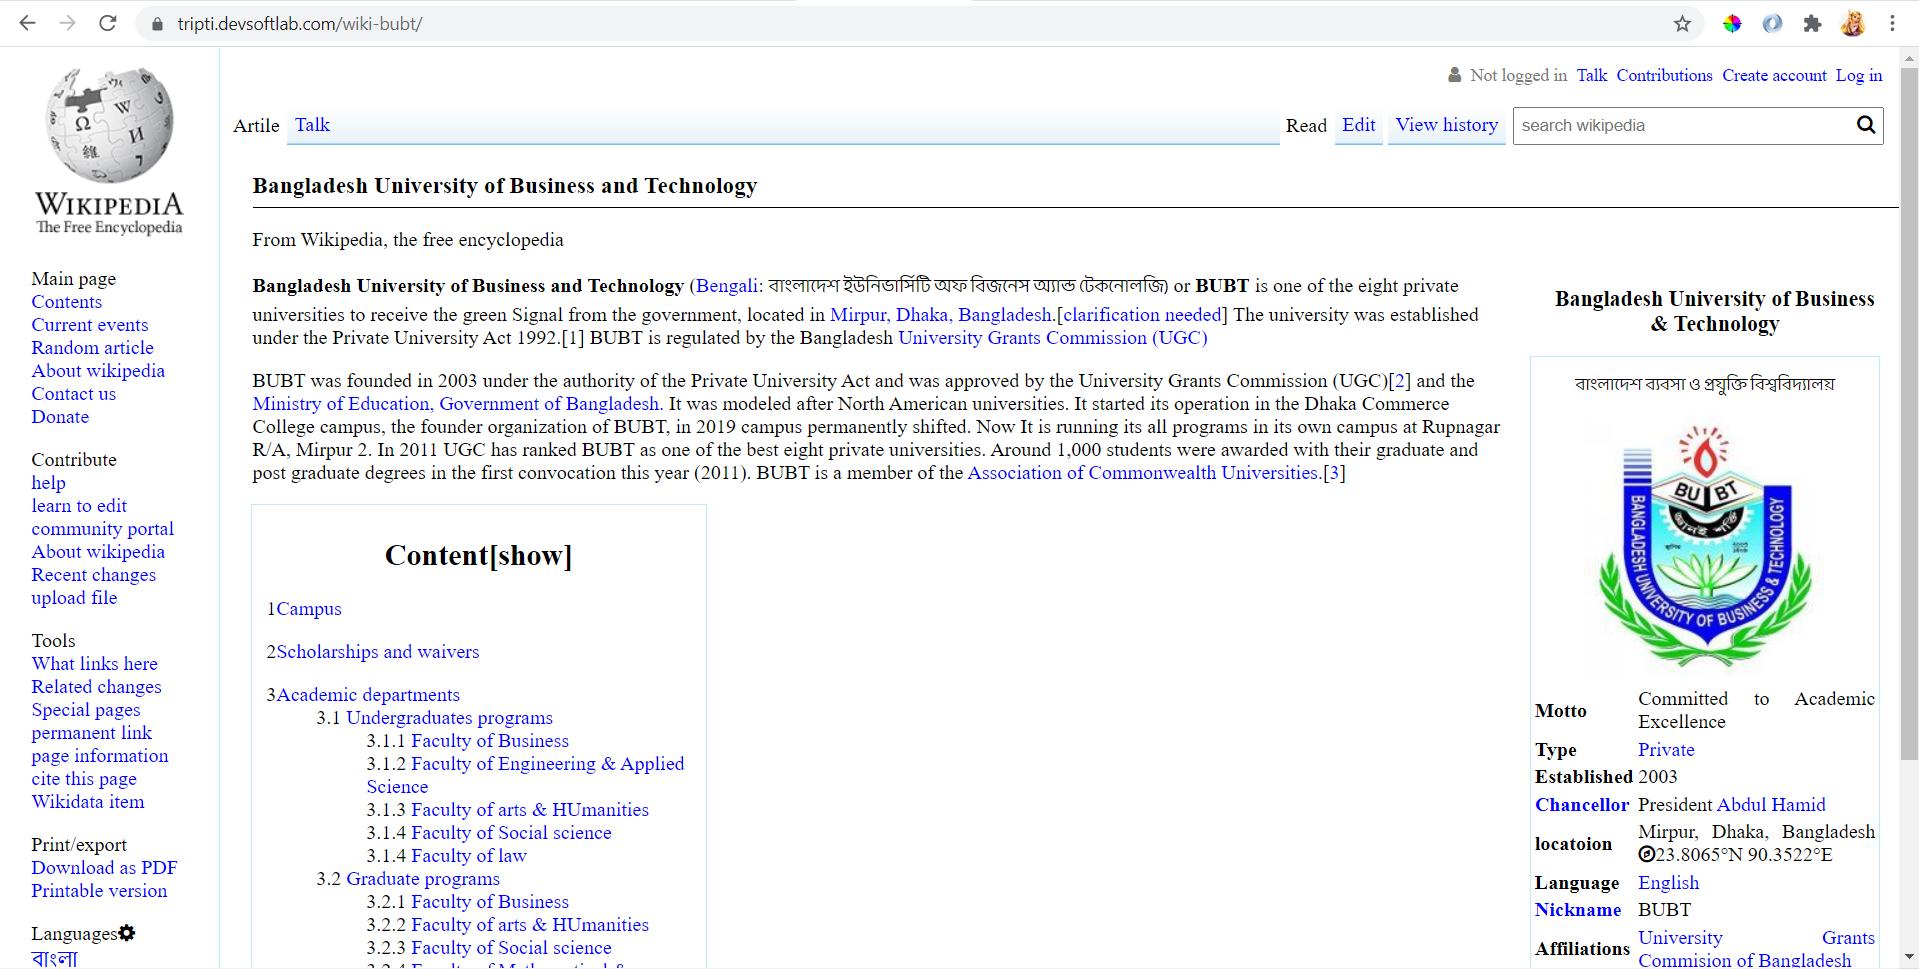 tripti.devsoftlab.com/wiki-bubt/
Not logged in Talk Contributions Create account Log in
Artile Talk Read Edit View history search wikipedia
WIKIPEDIA
The Free Encyclopedia
Main page
Contents
Current events
Random article
About wikipedia
Contact us
Donate
Contribute
help
learn to edit
community portal
About wikipedia
Recent changes
upload file
Tools
What links here
Related changes
Special pages
permanent link
page information
cite this page
Wikidata item
Print/export
Download as PDF
Printable version
Languages
বাংলা
Bangladesh University of Business and Technology
From Wikipedia, the free encyclopedia
Bangladesh University of Business and Technology (Bengali: বাংলাদেশ ইউনিভার্সিটি অফ বিজনেস অ্যান্ড টেকনোলজি) or BUBT is one of the eight private
universities to receive the green Signal from the government, located in Mirpur, Dhaka, Bangladesh.[clarification needed] The university was established
under the Private University Act 1992.[1] BUBT is regulated by the Bangladesh University Grants Commission (UGC)
BUBT was founded in 2003 under the authority of the Private University Act and was approved by the University Grants Commission (UGC)[2] and the
Ministry of Education, Government of Bangladesh. It was modeled after North American universities. It started its operation in the Dhaka Commerce
College campus, the founder organization of BUBT, in 2019 campus permanently shifted. Now It is running its all programs in its own campus at Rupnagar
R/A, Mirpur 2. In 2011 UGC has ranked BUBT as one of the best eight private universities. Around 1,000 students were awarded with their graduate and
post graduate degrees in the first convocation this year (2011). BUBT is a member of the Association of Commonwealth Universities.[3]
Content[show]
1Campus
2Scholarships and waivers
3Academic departments
3.1 Undergraduates programs
3.1.1 Faculty of Business
3.1.2 Faculty of Engineering & Applied
Science
3.1.3 Faculty of arts & HUmanities
3.1.4 Faculty of Social science
3.1.4 Faculty of law
3.2 Graduate programs
3.2.1 Faculty of Business
3.2.2 Faculty of arts & HUmanities
3.2.3 Faculty of Social science
3.2.4 Faculty of Mathematical &
Bangladesh University of Business
& Technology
বাংলাদেশ ব্যবসা ও প্রযুক্তি বিশ্ববিদ্যালয়
BUBT
BANGLADESH UNIVERSITY OF BUSINESS & TECHNOLOGY
Motto Committed to Academic
Excellence
Type Private
Established 2003
Chancellor President Abdul Hamid
locatoion Mirpur, Dhaka, Bangladesh
23.8065°N 90.3522°E
Language English
Nickname BUBT
Affiliations University Grants
Commision of Bangladesh